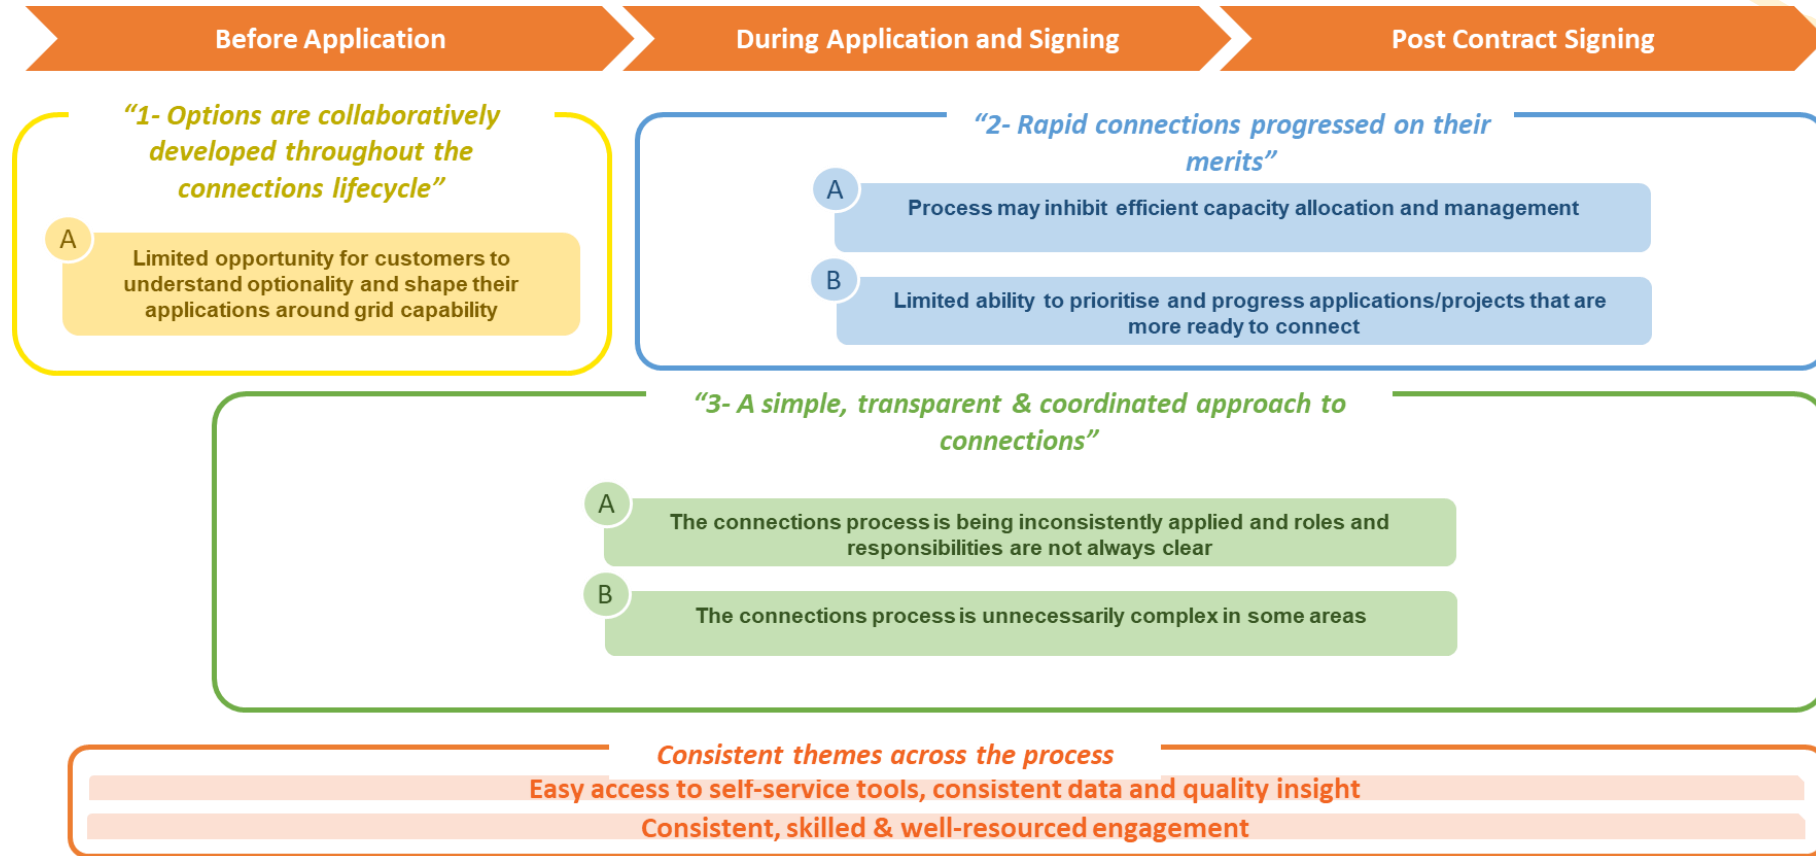 Before Application
During Application and Signing
Post Contract Signing
“1- Options are collaboratively
developed throughout the
connections lifecycle”
A
Limited opportunity for customers to
understand optionality and shape their
applications around grid capability
“2- Rapid connections progressed on their
merits”
A
Process may inhibit efficient capacity allocation and management
B
Limited ability to prioritise and progress applications/projects that are
more ready to connect
“3- A simple, transparent & coordinated approach to
connections”
A
The connections process is being inconsistently applied and roles and
responsibilities are not always clear
B
The connections process is unnecessarily complex in some areas
Consistent themes across the process
Easy access to self-service tools, consistent data and quality insight
Consistent, skilled & well-resourced engagement